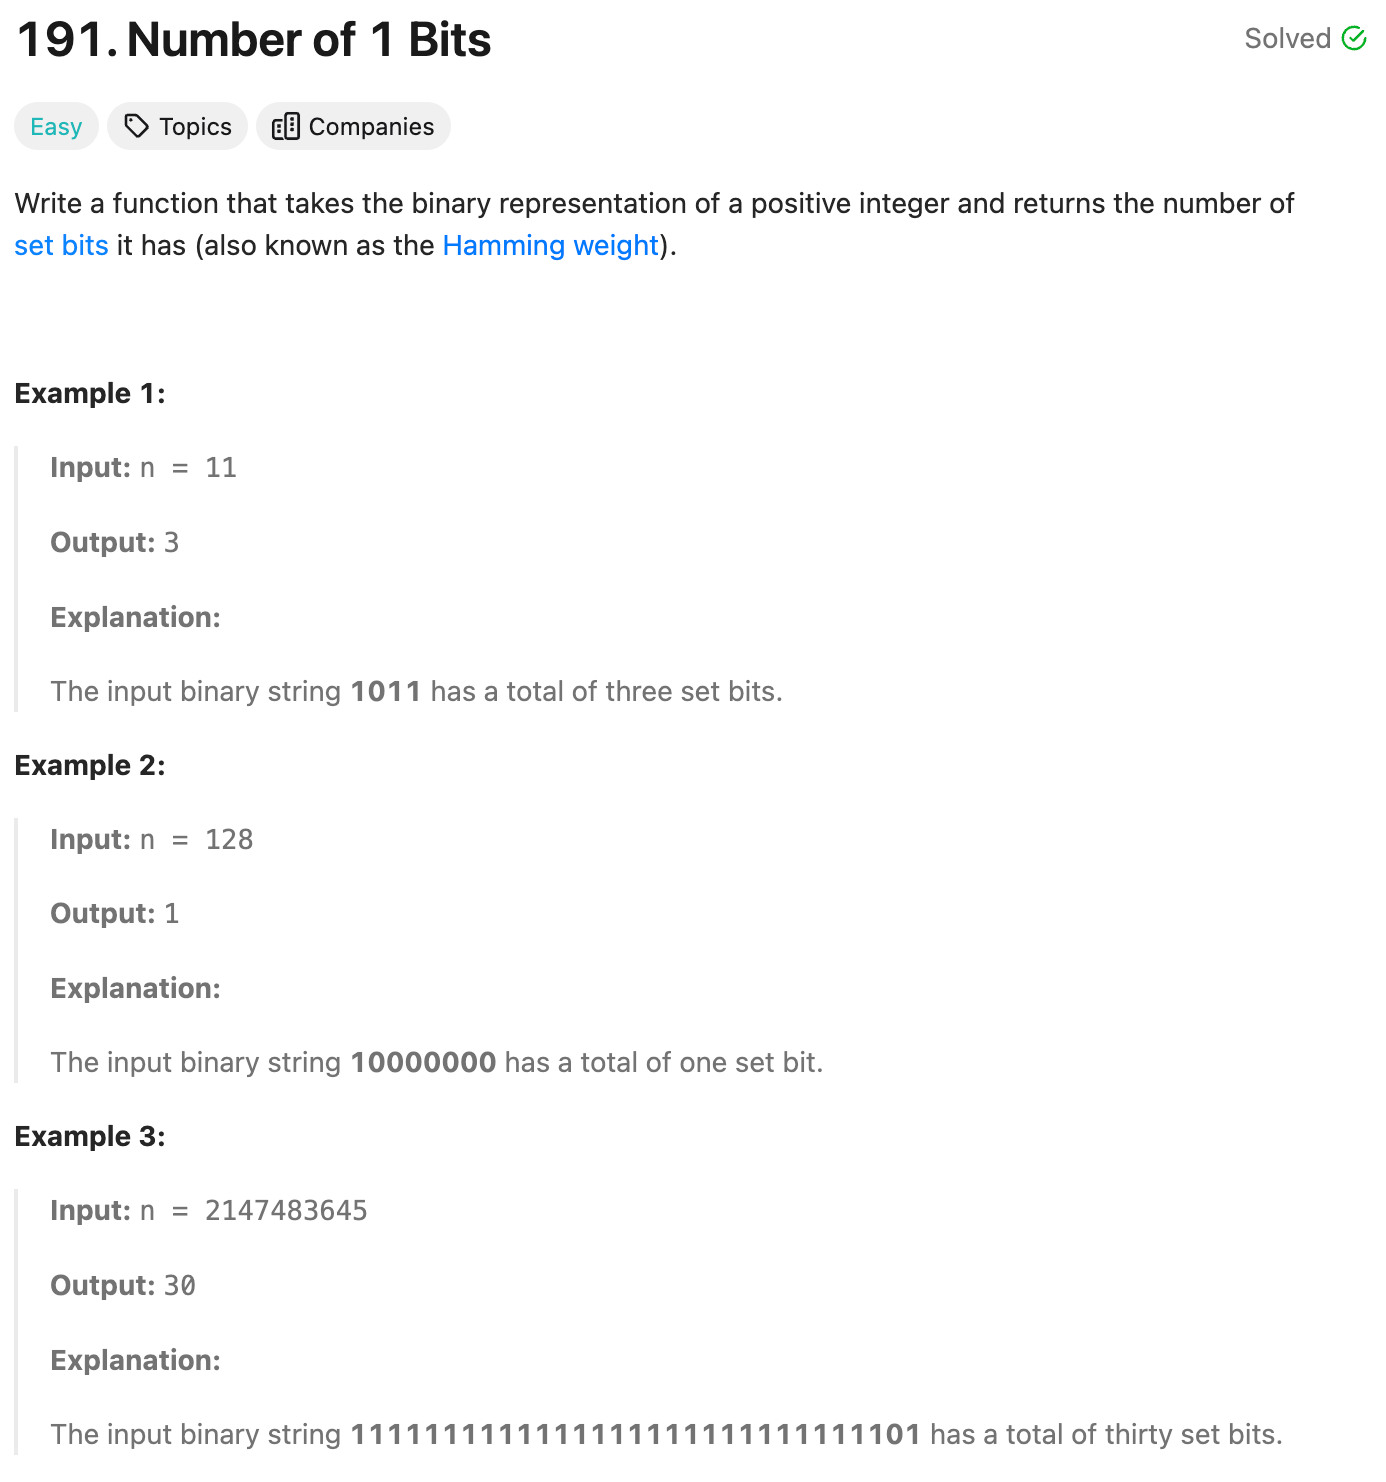 191. Number of 1 Bits
Solved
Easy
Topics
Companies
Write a function that takes the binary representation of a positive integer and returns the number of
set bits it has (also known as the Hamming weight).
Example 1:
Input: n = 11
Output: 3
Explanation:
The input binary string 1011 has a total of three set bits.
Example 2:
Input: n = 128
Output: 1
Explanation:
The input binary string 10000000 has a total of one set bit.
Example 3:
Input: n = 2147483645
Output: 30
Explanation:
The input binary string 1111111111111111111111111111101 has a total of thirty set bits.